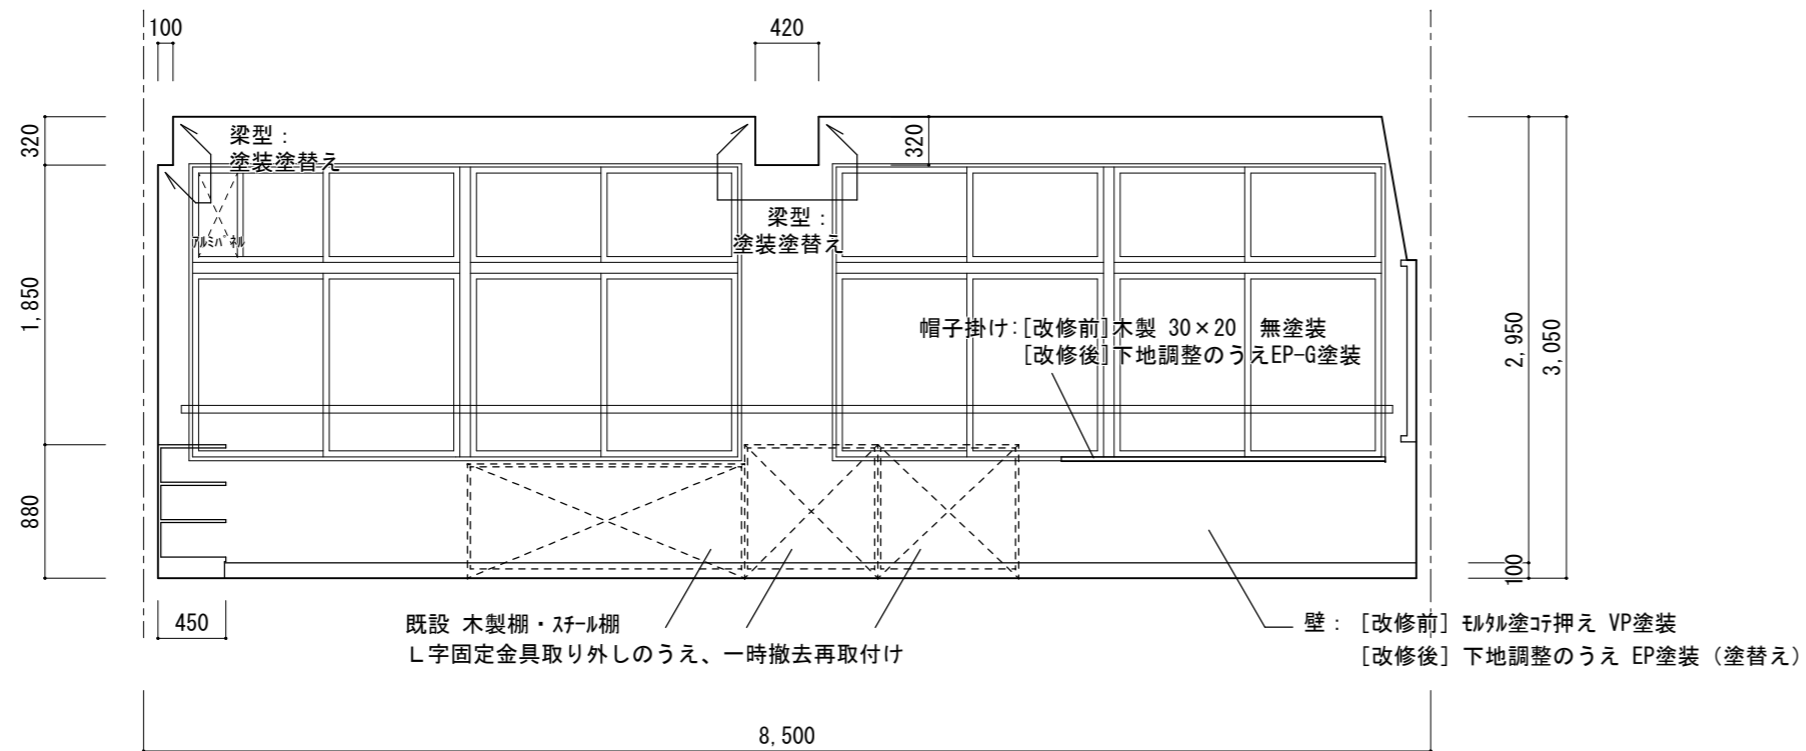 100
420
320
梁型：
塗装塗替え
320
梁型：
塗装塗替え
ｱﾙﾐﾊﾟﾈﾙ
1,850
帽子掛け：[改修前]木製 30×20　無塗装
[改修後]下地調整のうえEP-G塗装
2,950
3,050
880
100
450
既設 木製棚・ｽﾁｰﾙ棚
Ｌ字固定金具取り外しのうえ、一時撤去再取付け
壁：　[改修前] ﾓﾙﾀﾙ塗ｺﾃ押え VP塗装
[改修後] 下地調整のうえ EP塗装（塗替え）
8,500